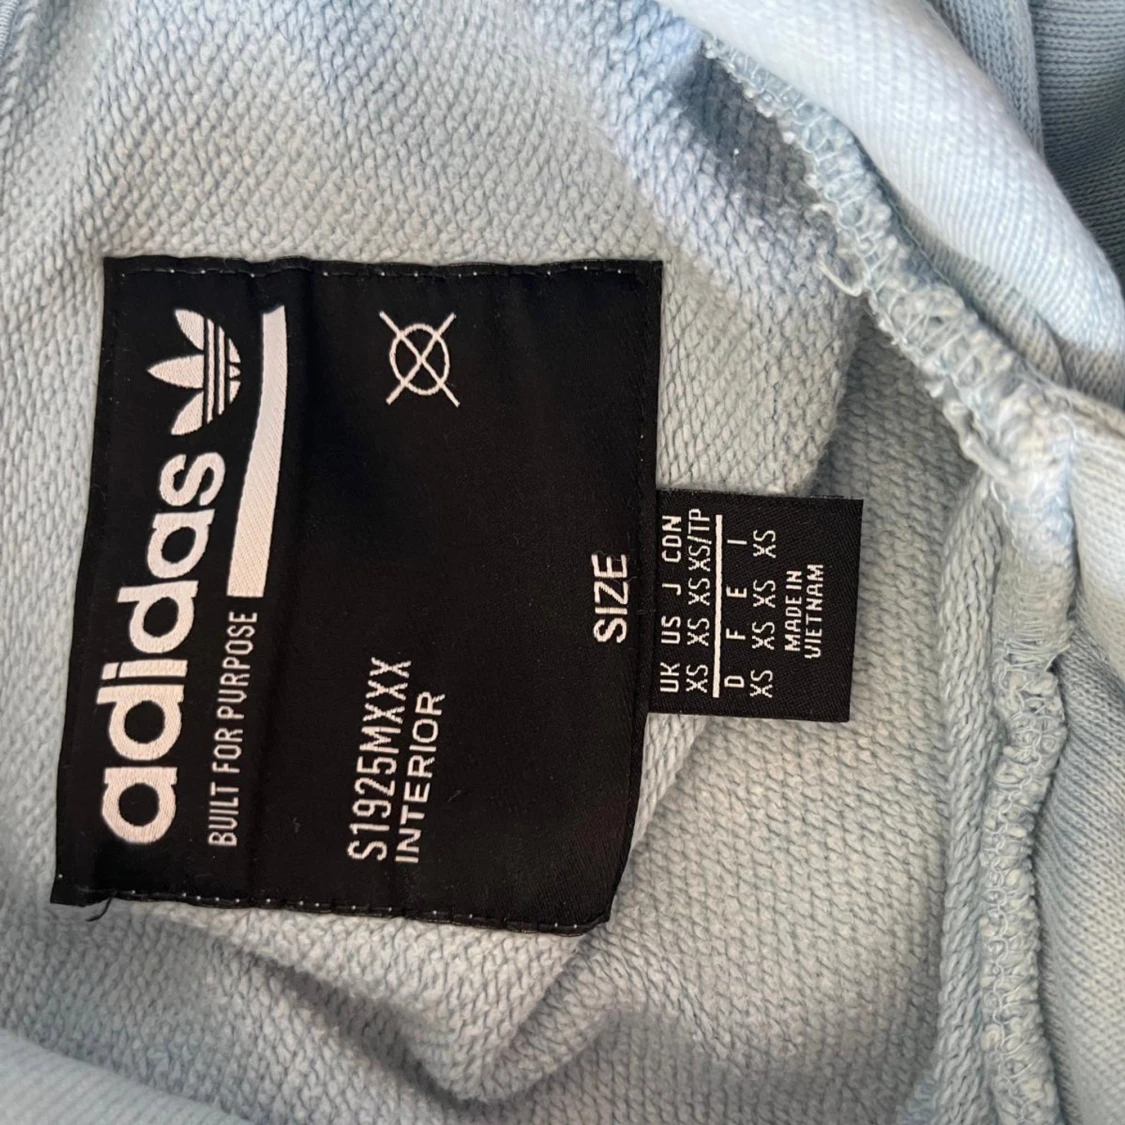 adidas
BUILT FOR PURPOSE
S1925MXXX
INTERIOR
SIZE
UK US J CDN
XS XS XS XS/TP
D F E I
XS XS XS XS
MADE IN
VIETNAM